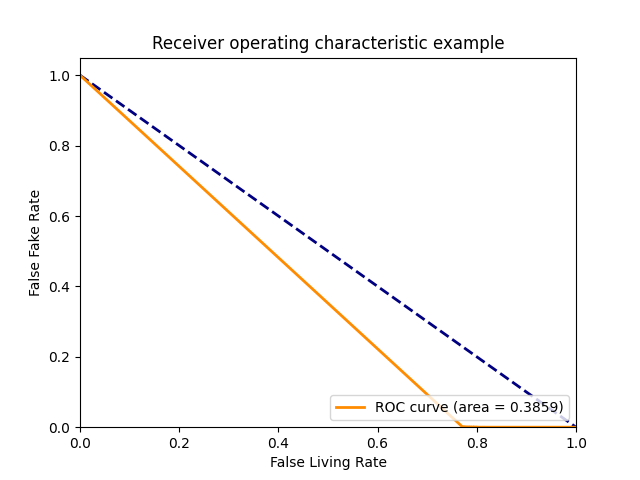 Receiver operating characteristic example
False Fake Rate
1.0
0.8
0.6
0.4
0.2
0.0
ROC curve (area = 0.3859)
0.0 0.2 0.4 0.6 0.8 1.0
False Living Rate